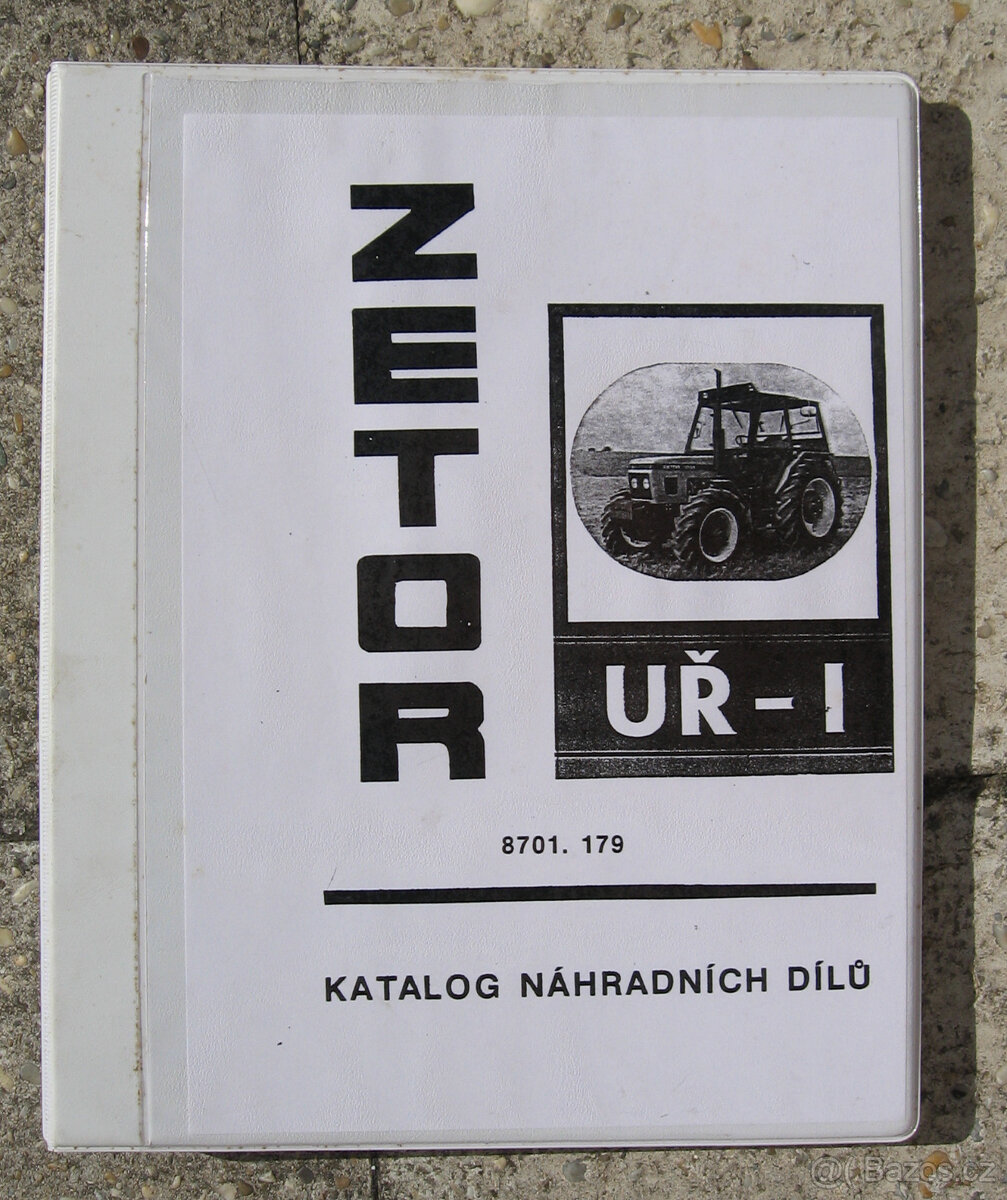 ZETOR
UŘ – I
8701. 179
KATALOG NÁHRADNÍCH DÍLŮ
Bazos.cz